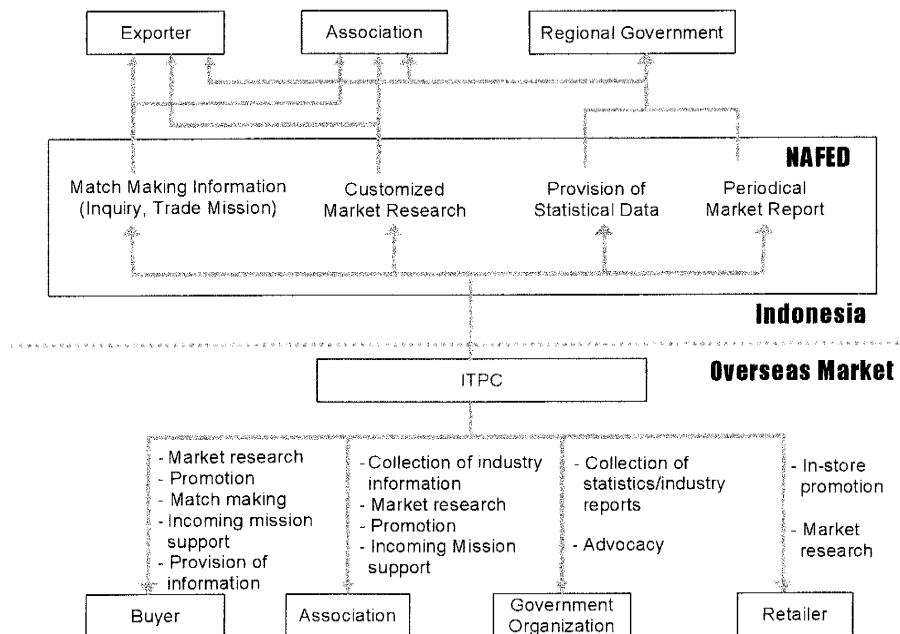 Exporter
Association
Regional Government
NAFED
Match Making Information
(Inquiry, Trade Mission)
Customized
Market Research
Provision of
Statistical Data
Periodical
Market Report
Indonesia
Overseas Market
ITPC
- Market research
- Promotion
- Match making
- Incoming mission
support
- Provision of
information
- Collection of industry
information
- Market research
- Promotion
- Incoming Mission
support
- Collection of
statistics/industry
reports
- Advocacy
- In-store
promotion
- Market
research
Buyer
Association
Government
Organization
Retailer